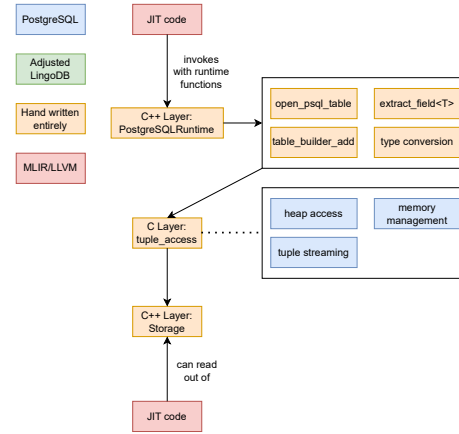 PostgreSQL
Adjusted
LingoDB
Hand written
entirely
MLIR/LLVM
JIT code
invokes
with runtime
functions
C++ Layer:
PostgreSQLRuntime
open_psql_table
extract_field<T>
table_builder_add
type conversion
C Layer:
tuple_access
heap access
memory
management
tuple streaming
C++ Layer:
Storage
can read
out of
JIT code